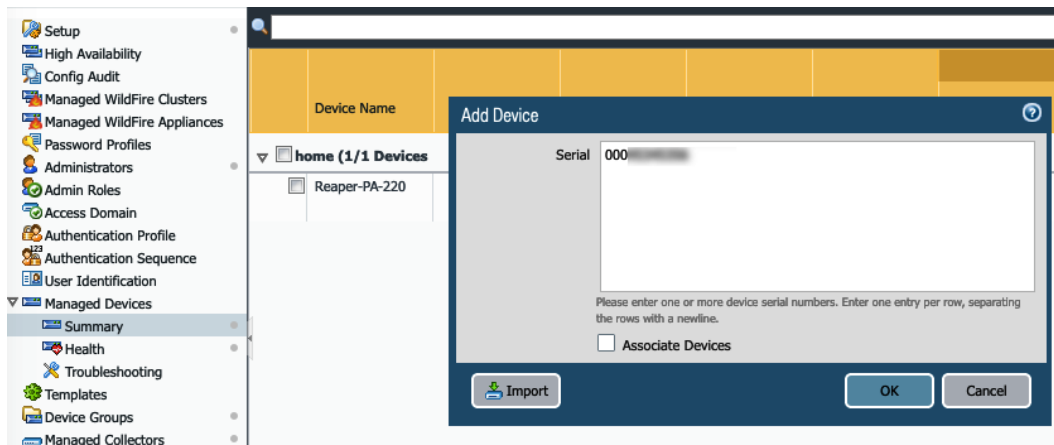 Setup
High Availability
Config Audit
Managed WildFire Clusters
Managed WildFire Appliances
Password Profiles
Administrators
Admin Roles
Access Domain
Authentication Profile
Authentication Sequence
User Identification
Managed Devices
Summary
Health
Troubleshooting
Templates
Device Groups
Managed Collectors
Device Name
home (1/1 Devices
Reaper-PA-220
Add Device
Serial 000
Please enter one or more device serial numbers. Enter one entry per row, separating
the rows with a newline.
Associate Devices
Import
OK
Cancel